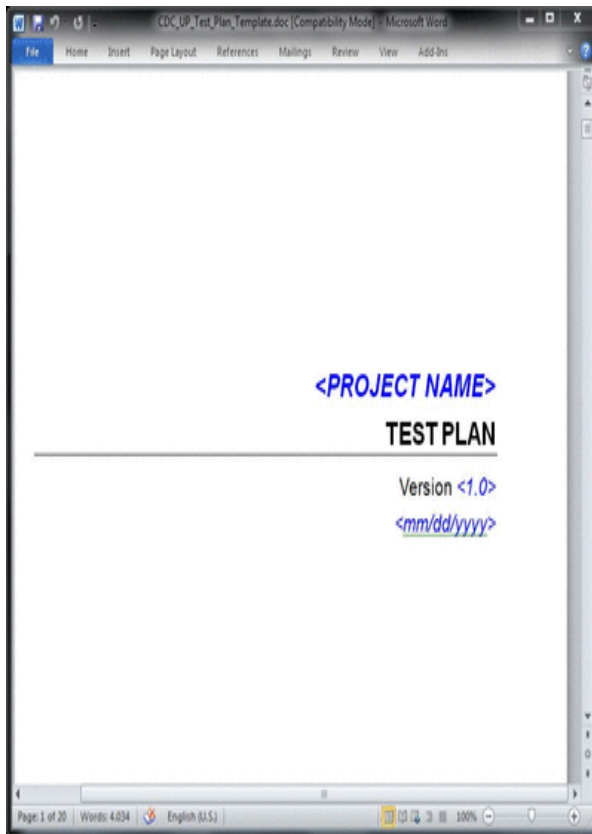 CDC_UP_Test_Plan_Template.doc [Compatibility Mode] - Microsoft Word
File Home Insert Page Layout References Mailings Review View Add-Ins
<PROJECT NAME>
TEST PLAN
Version <1.0>
<mm/dd/yyyy>
Page: 1 of 20 Words: 4.034 English (U.S.) 100%